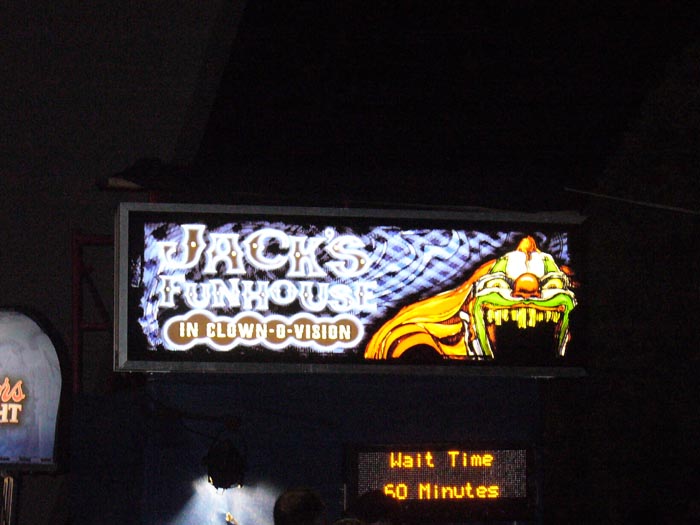 JACK'S
FUNHOUSE
IN CLOWN-O-VISION
Wait Time
60 Minutes